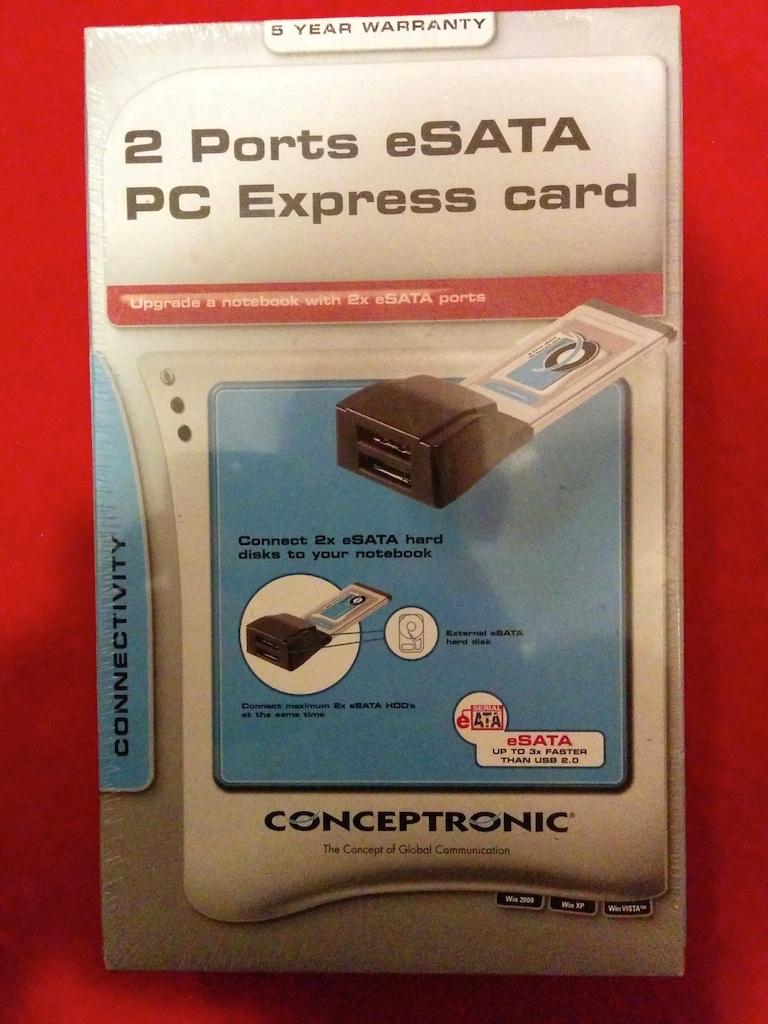 5 YEAR WARRANTY
2 Ports eSATA
PC Express card
Upgrade a notebook with 2x eSATA ports
CONNECTIVITY
Connect 2x eSATA hard
disks to your notebook
External eSATA
hard disk
Connect maximum 2x eSATA HDD's
at the same time
SERIAL
eATA
eSATA
UP TO 3x FASTER
THAN USB 2.0
CONCEPTRONIC®
The Concept of Global Communication
Win 2000
Win XP
Win VISTA™